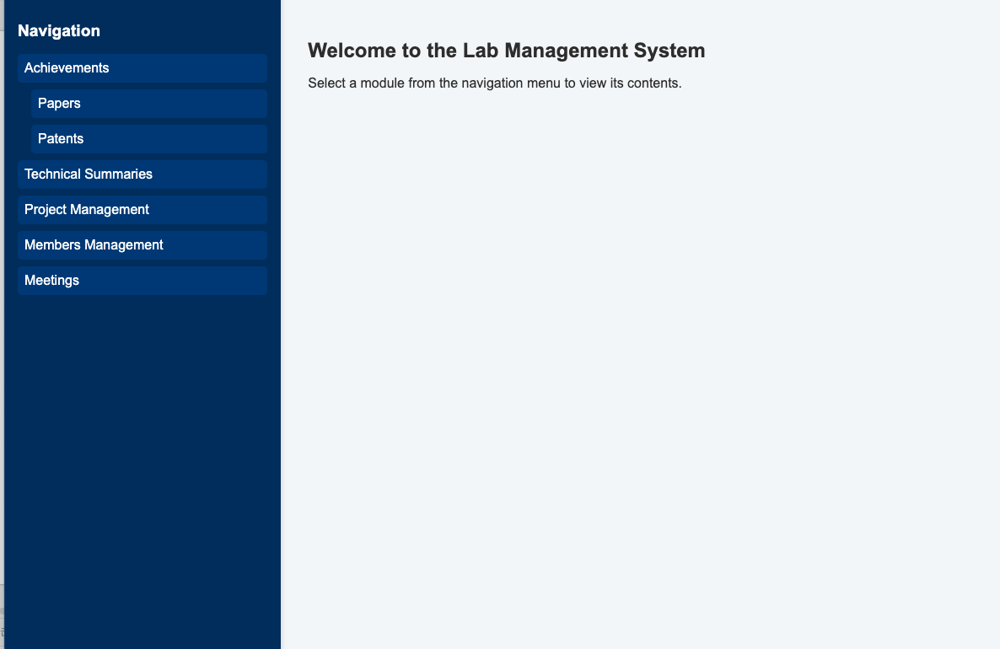 Navigation
Achievements
Papers
Patents
Technical Summaries
Project Management
Members Management
Meetings
Welcome to the Lab Management System
Select a module from the navigation menu to view its contents.